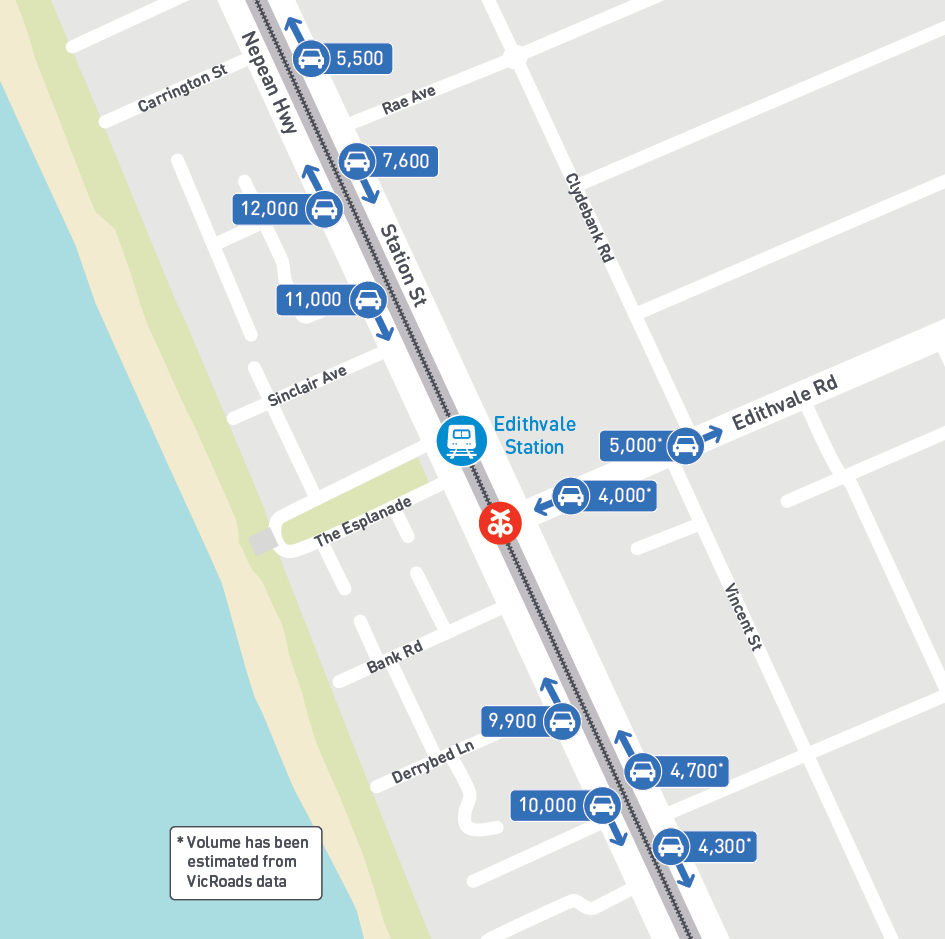 Nepean Hwy
5,500
Carrington St
Rae Ave
7,600
12,000
Clydebank Rd
Station St
11,000
Sinclair Ave
Edithvale
Station
Edithvale Rd
5,000*
4,000*
The Esplanade
Vincent St
Bank Rd
9,900
Derrybed Ln
4,700*
10,000
4,300*
* Volume has been
estimated from
VicRoads data